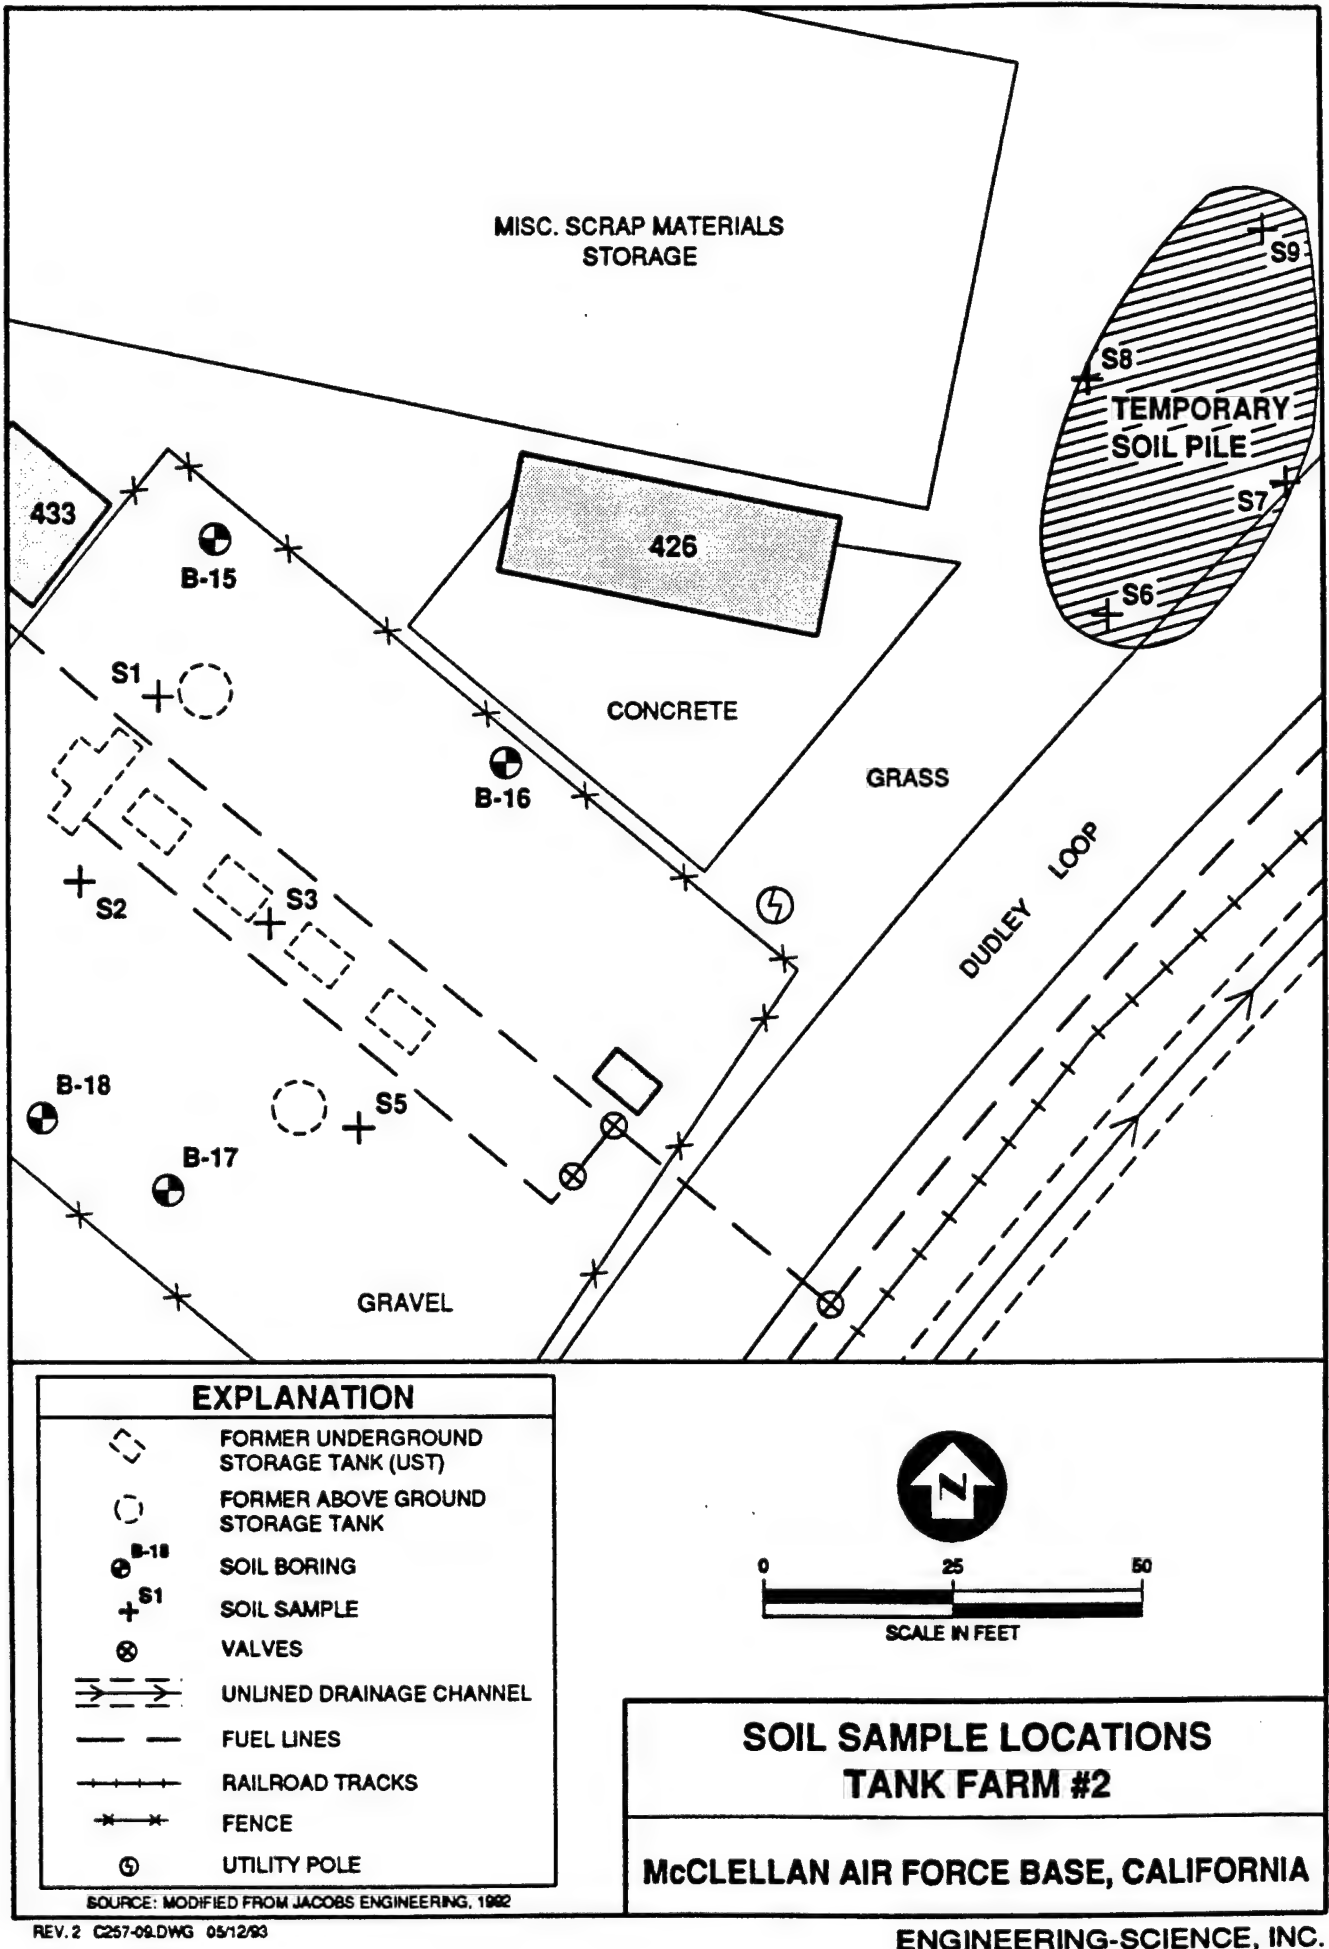 MISC. SCRAP MATERIALS
STORAGE
S9
S8
TEMPORARY
SOIL PILE
S7
S6
433
426
B-15
S1
CONCRETE
B-16
GRASS
DUDLEY LOOP
S2
S3
B-18
S5
B-17
GRAVEL
EXPLANATION
FORMER UNDERGROUND
STORAGE TANK (UST)
FORMER ABOVE GROUND
STORAGE TANK
B-18
SOIL BORING
S1
SOIL SAMPLE
VALVES
UNLINED DRAINAGE CHANNEL
FUEL LINES
RAILROAD TRACKS
FENCE
UTILITY POLE
SOURCE: MODIFIED FROM JACOBS ENGINEERING, 1992
N
0 25 50
SCALE IN FEET
SOIL SAMPLE LOCATIONS
TANK FARM #2
McCLELLAN AIR FORCE BASE, CALIFORNIA
REV. 2 C257-09.DWG 05/12/93
ENGINEERING-SCIENCE, INC.